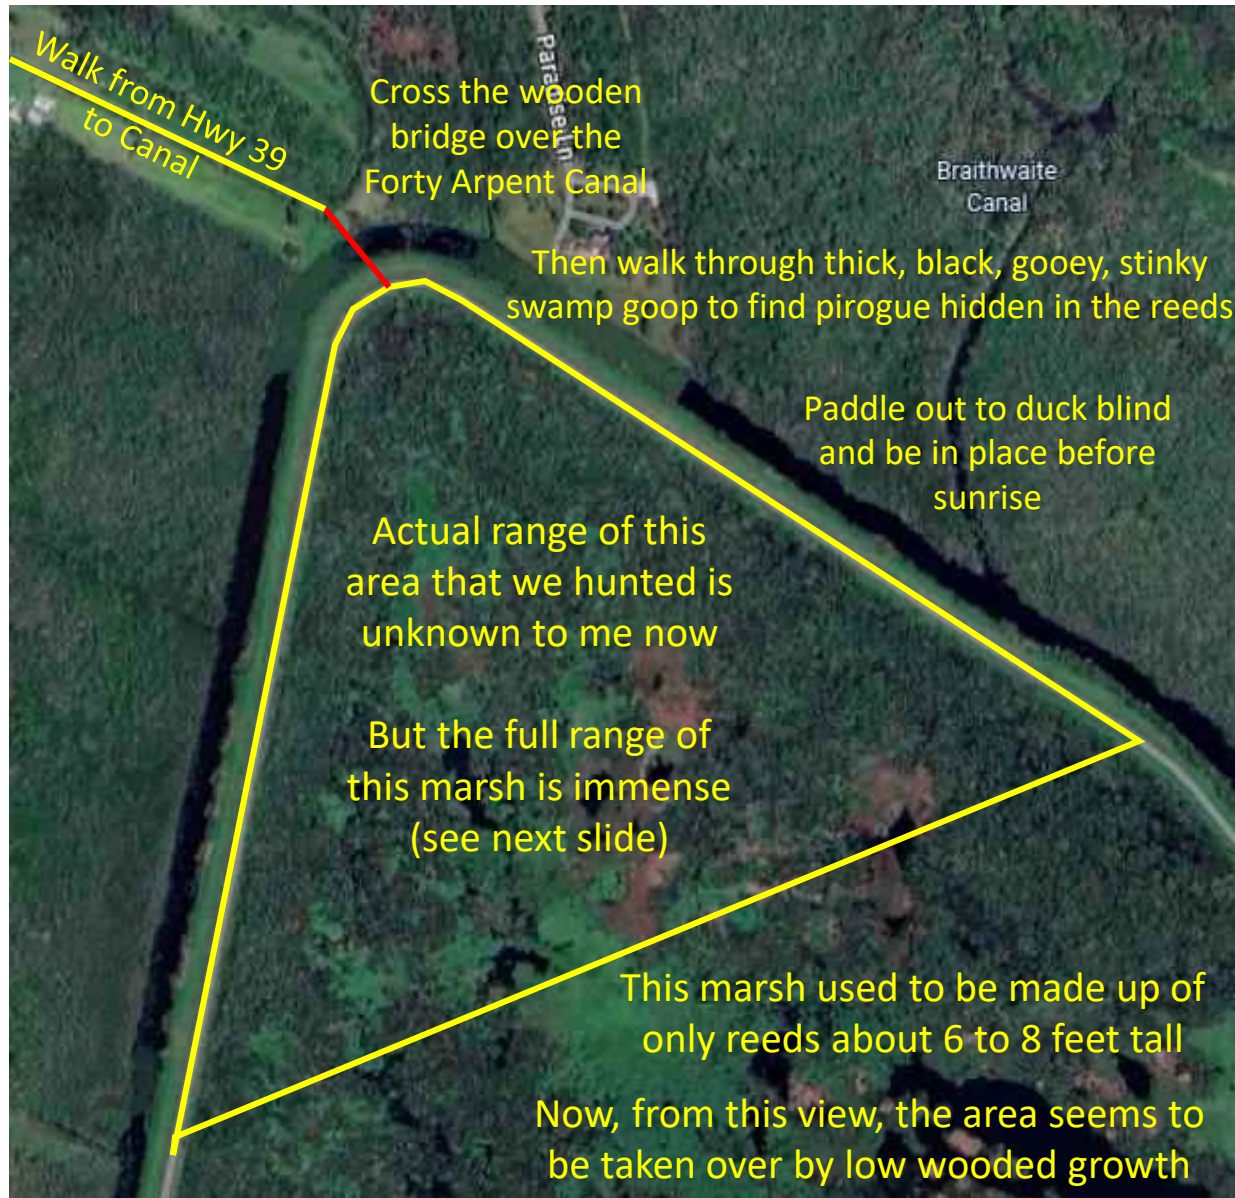 Walk from Hwy 39
to Canal
Cross the wooden
bridge over the
Forty Arpent Canal
Braithwaite
Canal
Then walk through thick, black, gooey, stinky
swamp goop to find pirogue hidden in the reeds
Paddle out to duck blind
and be in place before
sunrise
Actual range of this
area that we hunted is
unknown to me now
But the full range of
this marsh is immense
(see next slide)
This marsh used to be made up of
only reeds about 6 to 8 feet tall
Now, from this view, the area seems to
be taken over by low wooded growth